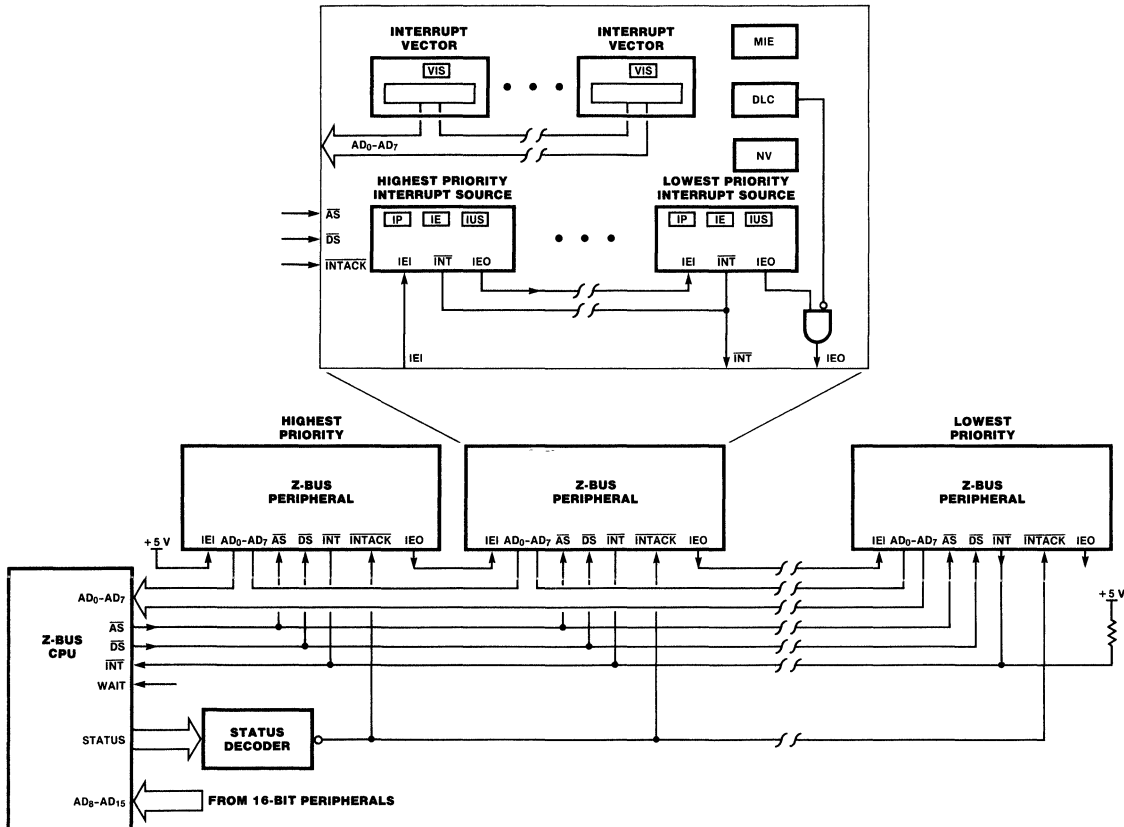 INTERRUPT
VECTOR
INTERRUPT
VECTOR
MIE
VIS
VIS
DLC
AD0-AD7
NV
HIGHEST PRIORITY
INTERRUPT SOURCE
LOWEST PRIORITY
INTERRUPT SOURCE
AS
DS
INTACK
IP IE IUS
IP IE IUS
IEI INT IEO
IEI INT IEO
IEI
INT
IEO
HIGHEST
PRIORITY
LOWEST
PRIORITY
Z-BUS
PERIPHERAL
Z-BUS
PERIPHERAL
Z-BUS
PERIPHERAL
+5 V
IEI AD0-AD7 AS DS INT INTACK IEO
IEI AD0-AD7 AS DS INT INTACK IEO
IEI AD0-AD7 AS DS INT INTACK IEO
+5 V
Z-BUS
CPU
AD0-AD7
AS
DS
INT
WAIT
STATUS
STATUS
DECODER
AD8-AD15
FROM 16-BIT PERIPHERALS